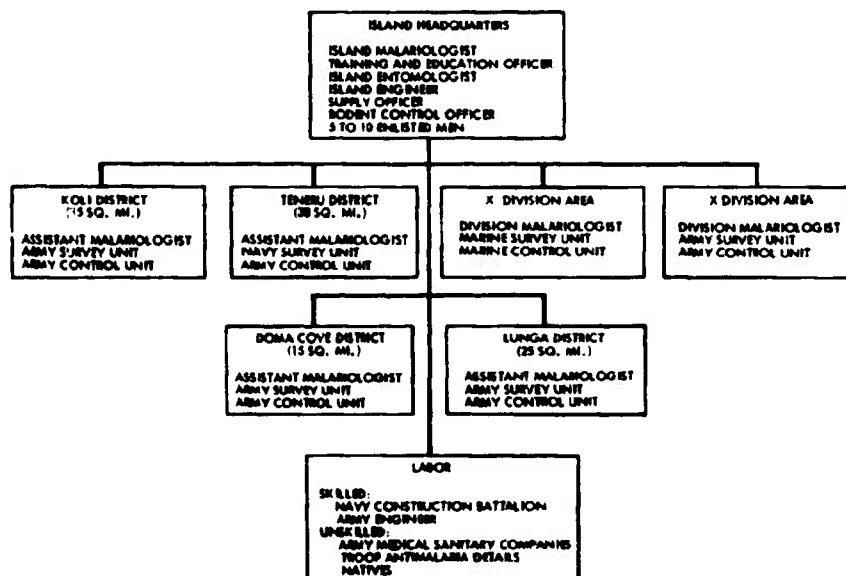 ISLAND HEADQUARTERS
ISLAND MALARIOLOGIST
TRAINING AND EDUCATION OFFICER
ISLAND ENTOMOLOGIST
ISLAND ENGINEER
SUPPLY OFFICER
RODENT CONTROL OFFICER
5 TO 10 ENLISTED MEN
KOLI DISTRICT
(15 SQ. MI.)
ASSISTANT MALARIOLOGIST
ARMY SURVEY UNIT
ARMY CONTROL UNIT
TENERU DISTRICT
(30 SQ. MI.)
ASSISTANT MALARIOLOGIST
NAVY SURVEY UNIT
ARMY CONTROL UNIT
X DIVISION AREA
DIVISION MALARIOLOGIST
MARINE SURVEY UNIT
MARINE CONTROL UNIT
X DIVISION AREA
DIVISION MALARIOLOGIST
ARMY SURVEY UNIT
ARMY CONTROL UNIT
DOMA COVE DISTRICT
(15 SQ. MI.)
ASSISTANT MALARIOLOGIST
ARMY SURVEY UNIT
ARMY CONTROL UNIT
LUNGA DISTRICT
(25 SQ. MI.)
ASSISTANT MALARIOLOGIST
ARMY SURVEY UNIT
ARMY CONTROL UNIT
LABOR
SKILLED:
NAVY CONSTRUCTION BATTALION
ARMY ENGINEER
UNSKILLED:
ARMY MEDICAL SANITARY COMPANIES
TROOP ANTIMALARIA DETAILS
NATIVES